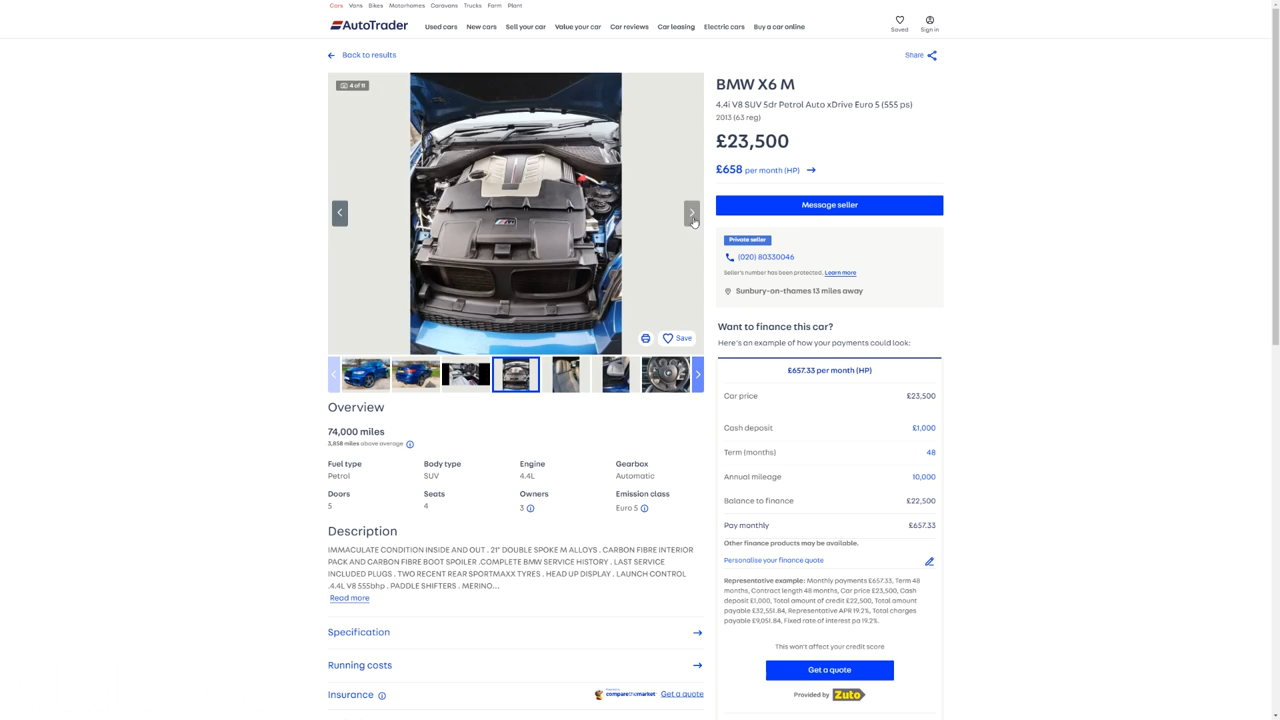 Cars Vans Bikes Motorhomes Caravans Trucks Farm Plant
AutoTrader
Used cars New cars Sell your car Value your car Car reviews Car leasing Electric cars Buy a car online
Saved Sign in
Back to results
Share
4 of 11
Save
BMW X6 M
4.4i V8 SUV 5dr Petrol Auto xDrive Euro 5 (555 ps)
2013 (63 reg)
£23,500
£658 per month (HP)
Message seller
Private seller
(020) 80330046
Seller's number has been protected. Learn more
Sunbury-on-thames 13 miles away
Want to finance this car?
Here's an example of how your payments could look:
£657.33 per month (HP)
Car price £23,500
Cash deposit £1,000
Term (months) 48
Annual mileage 10,000
Balance to finance £22,500
Pay monthly £657.33
Other finance products may be available.
Personalise your finance quote
Representative example: Monthly payments £657.33, Term 48
months, Contract length 48 months, Car price £23,500, Cash
deposit £1,000, Total amount of credit £22,500, Total amount
payable £32,551.84, Representative APR 19.2%, Total charges
payable £9,051.84, Fixed rate of interest pa 19.2%.
This won't affect your credit score
Get a quote
Provided by Zuto
Overview
74,000 miles
3,858 miles above average
Fuel type Body type Engine Gearbox
Petrol SUV 4.4L Automatic
Doors Seats Owners Emission class
5 4 3 Euro 5
Description
IMMACULATE CONDITION INSIDE AND OUT . 21" DOUBLE SPOKE M ALLOYS . CARBON FIBRE INTERIOR
PACK AND CARBON FIBRE BOOT SPOILER .COMPLETE BMW SERVICE HISTORY . LAST SERVICE
INCLUDED PLUGS . TWO RECENT REAR SPORTMAXX TYRES . HEAD UP DISPLAY . LAUNCH CONTROL
.4.4L V8 555bhp . PADDLE SHIFTERS . MERINO...
Read more
Specification
Running costs
Insurance
comparethemarket Get a quote